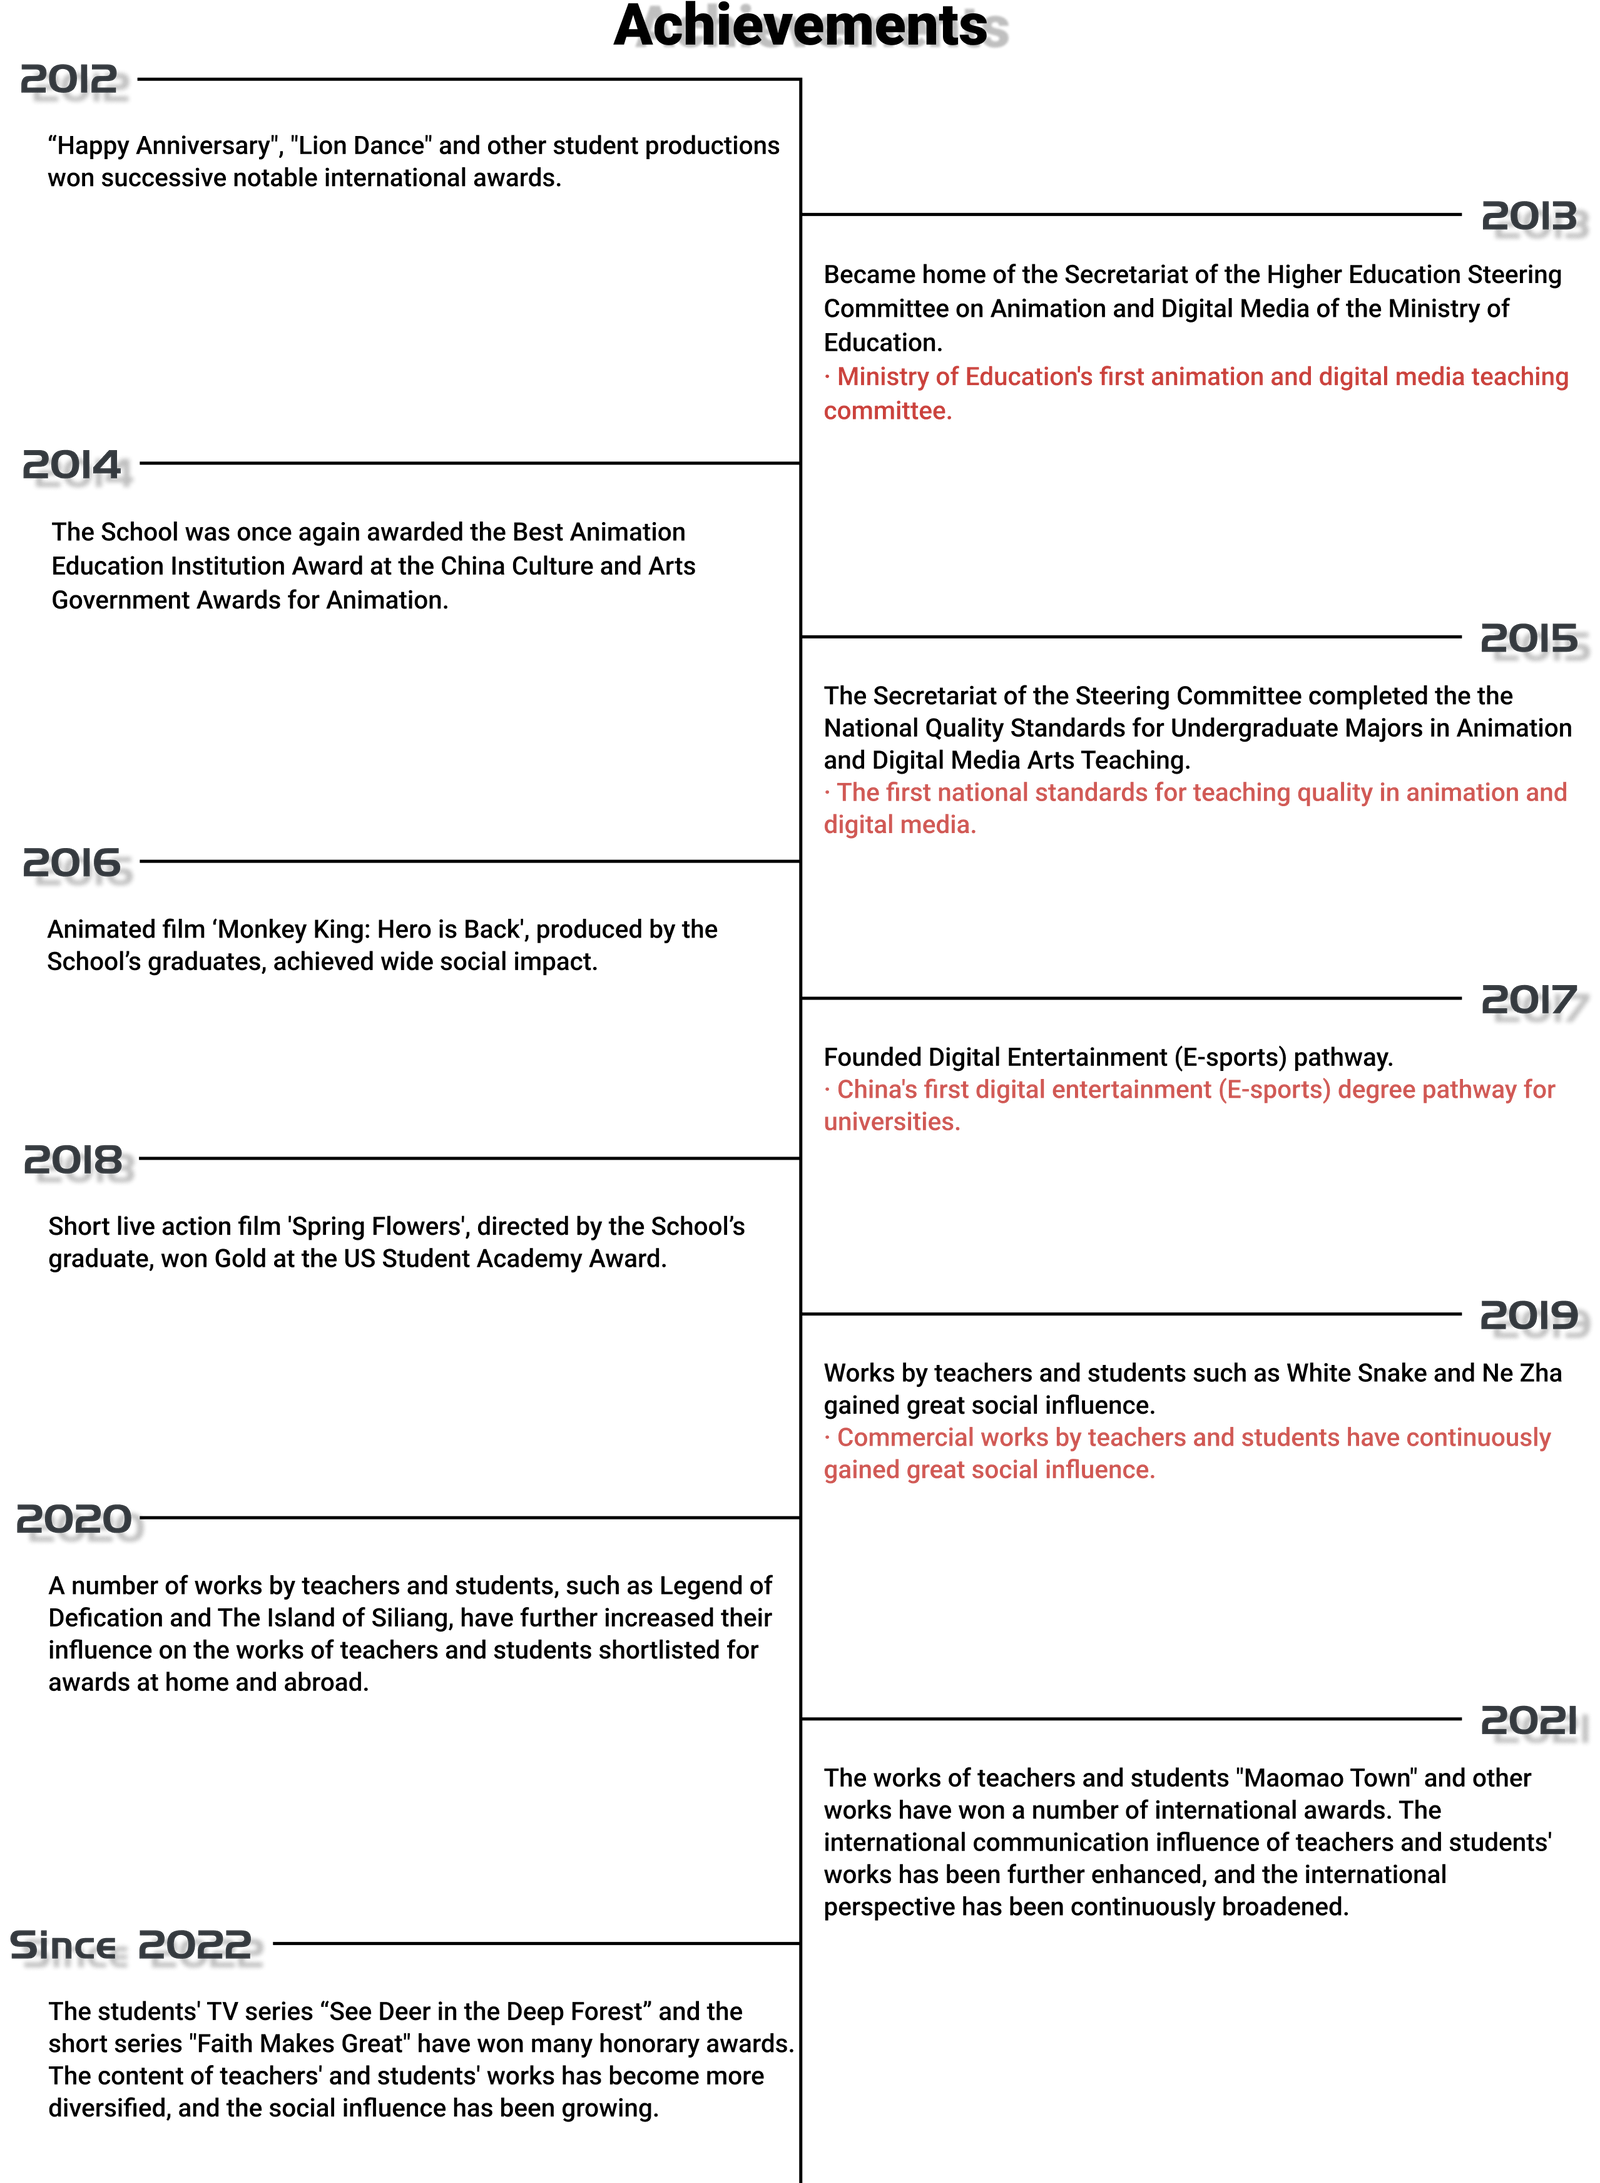 Achievements
2012
“Happy Anniversary", "Lion Dance" and other student productions
won successive notable international awards.
2013
Became home of the Secretariat of the Higher Education Steering
Committee on Animation and Digital Media of the Ministry of
Education.
· Ministry of Education's first animation and digital media teaching
committee.
2014
The School was once again awarded the Best Animation
Education Institution Award at the China Culture and Arts
Government Awards for Animation.
2015
The Secretariat of the Steering Committee completed the the
National Quality Standards for Undergraduate Majors in Animation
and Digital Media Arts Teaching.
· The first national standards for teaching quality in animation and
digital media.
2016
Animated film ‘Monkey King: Hero is Back', produced by the
School’s graduates, achieved wide social impact.
2017
Founded Digital Entertainment (E-sports) pathway.
· China's first digital entertainment (E-sports) degree pathway for
universities.
2018
Short live action film 'Spring Flowers', directed by the School’s
graduate, won Gold at the US Student Academy Award.
2019
Works by teachers and students such as White Snake and Ne Zha
gained great social influence.
· Commercial works by teachers and students have continuously
gained great social influence.
2020
A number of works by teachers and students, such as Legend of
Defication and The Island of Siliang, have further increased their
influence on the works of teachers and students shortlisted for
awards at home and abroad.
2021
The works of teachers and students "Maomao Town" and other
works have won a number of international awards. The
international communication influence of teachers and students'
works has been further enhanced, and the international
perspective has been continuously broadened.
Since 2022
The students' TV series “See Deer in the Deep Forest” and the
short series "Faith Makes Great" have won many honorary awards.
The content of teachers' and students' works has become more
diversified, and the social influence has been growing.